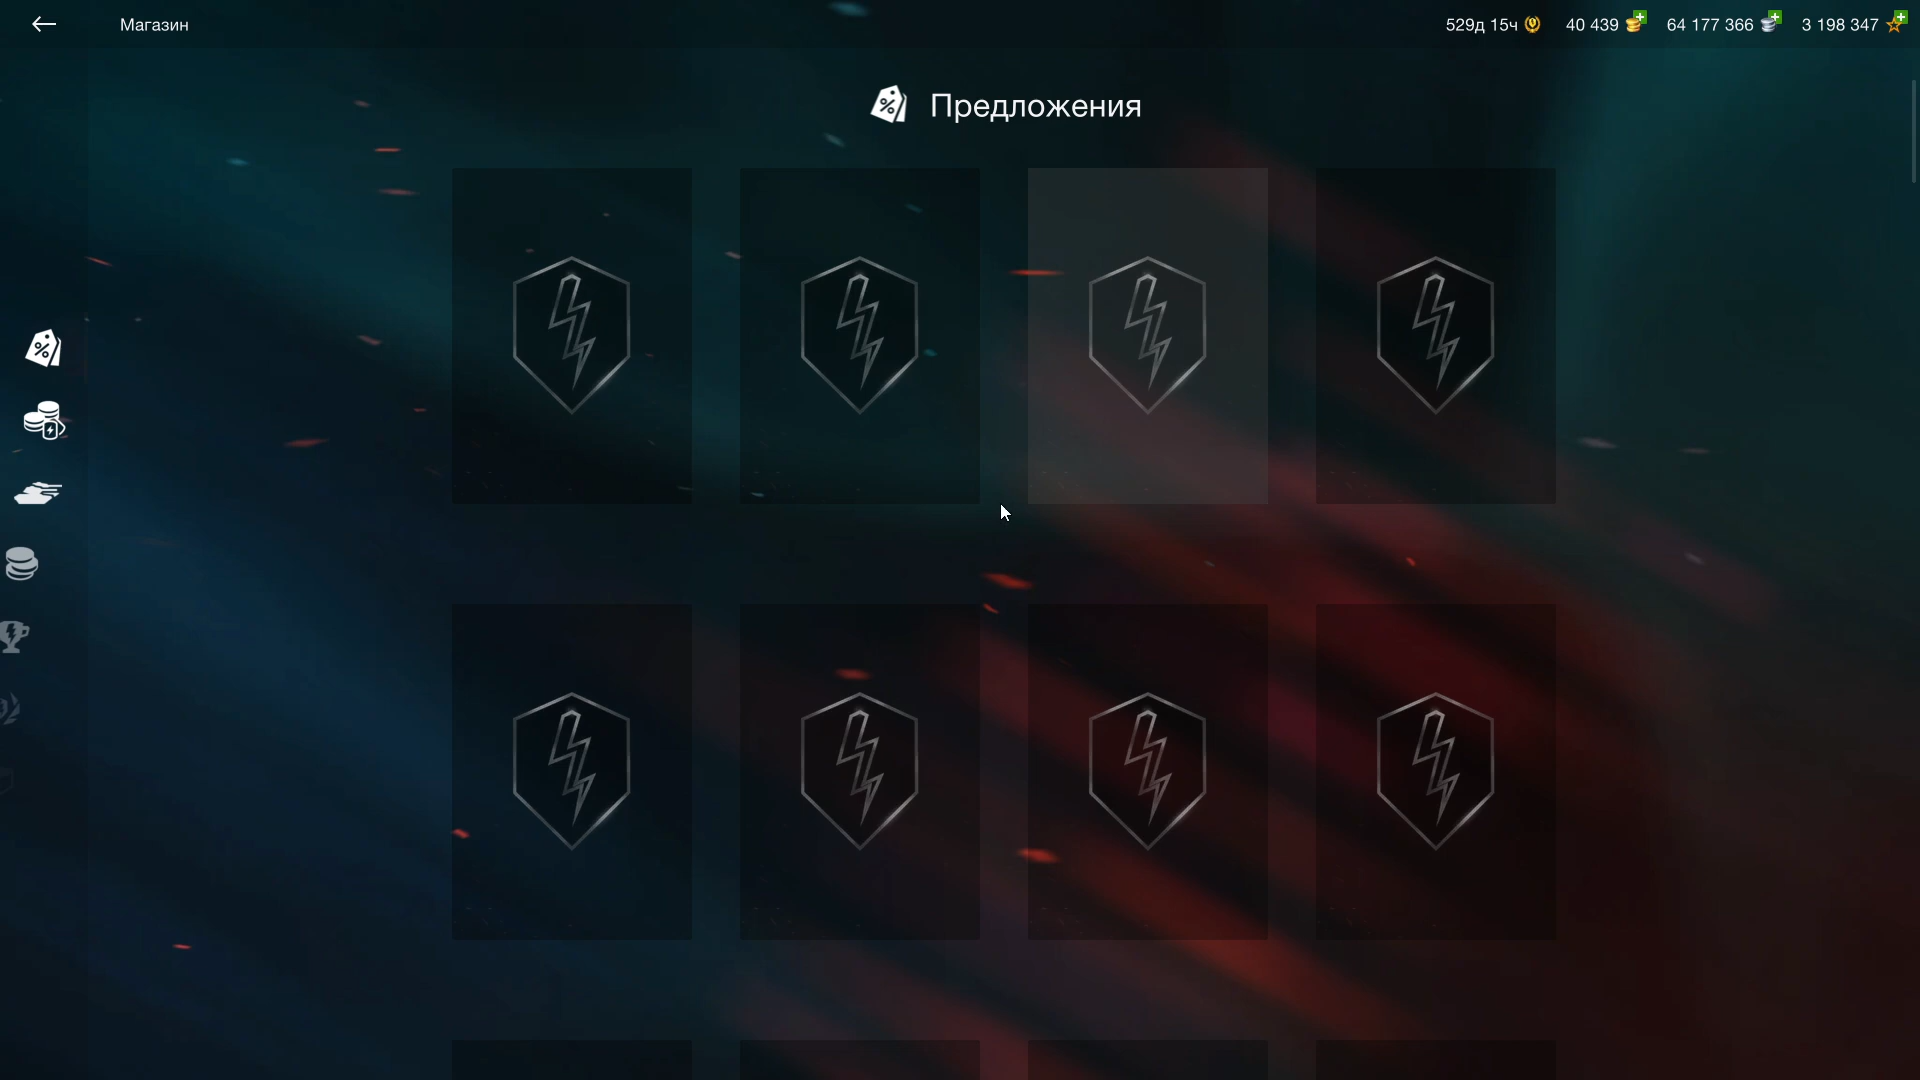 Магазин
529д 15ч
40 439
64 177 366
3 198 347
Предложения